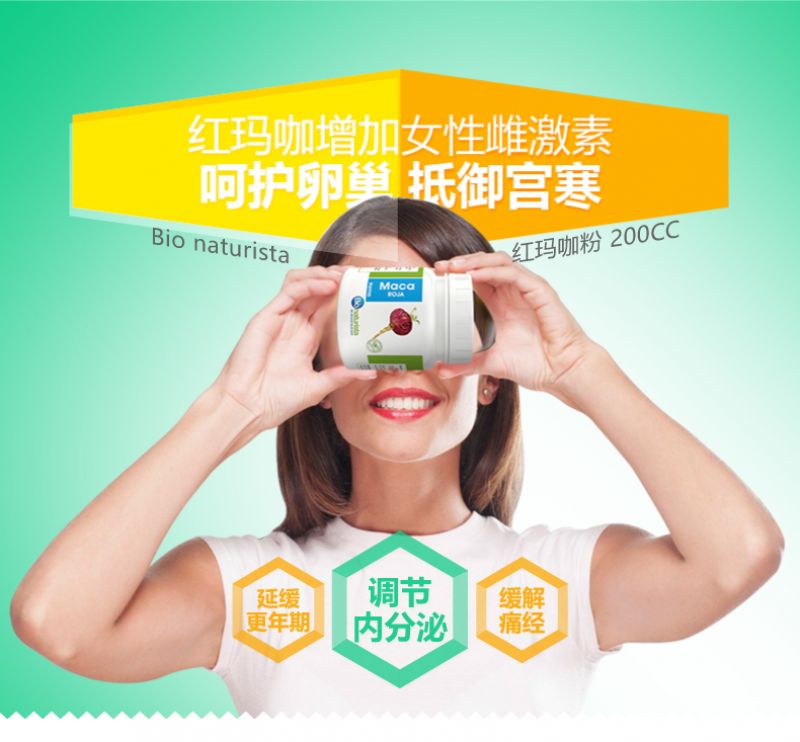 红玛咖增加女性雌激素
呵护卵巢 抵御宫寒
Bio naturista
红玛咖粉 200CC
Maca
ROJA
naturista
延缓
更年期
调节
内分泌
缓解
痛经